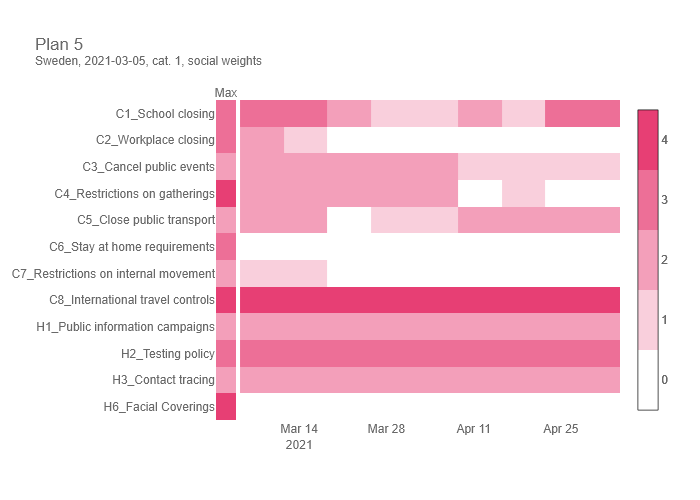 Plan 5
Sweden, 2021-03-05, cat. 1, social weights
Max
C1_School closing
C2_Workplace closing
C3_Cancel public events
C4_Restrictions on gatherings
C5_Close public transport
C6_Stay at home requirements
C7_Restrictions on internal movement
C8_International travel controls
H1_Public information campaigns
H2_Testing policy
H3_Contact tracing
H6_Facial Coverings
Mar 14
2021
Mar 28
Apr 11
Apr 25
4
3
2
1
0